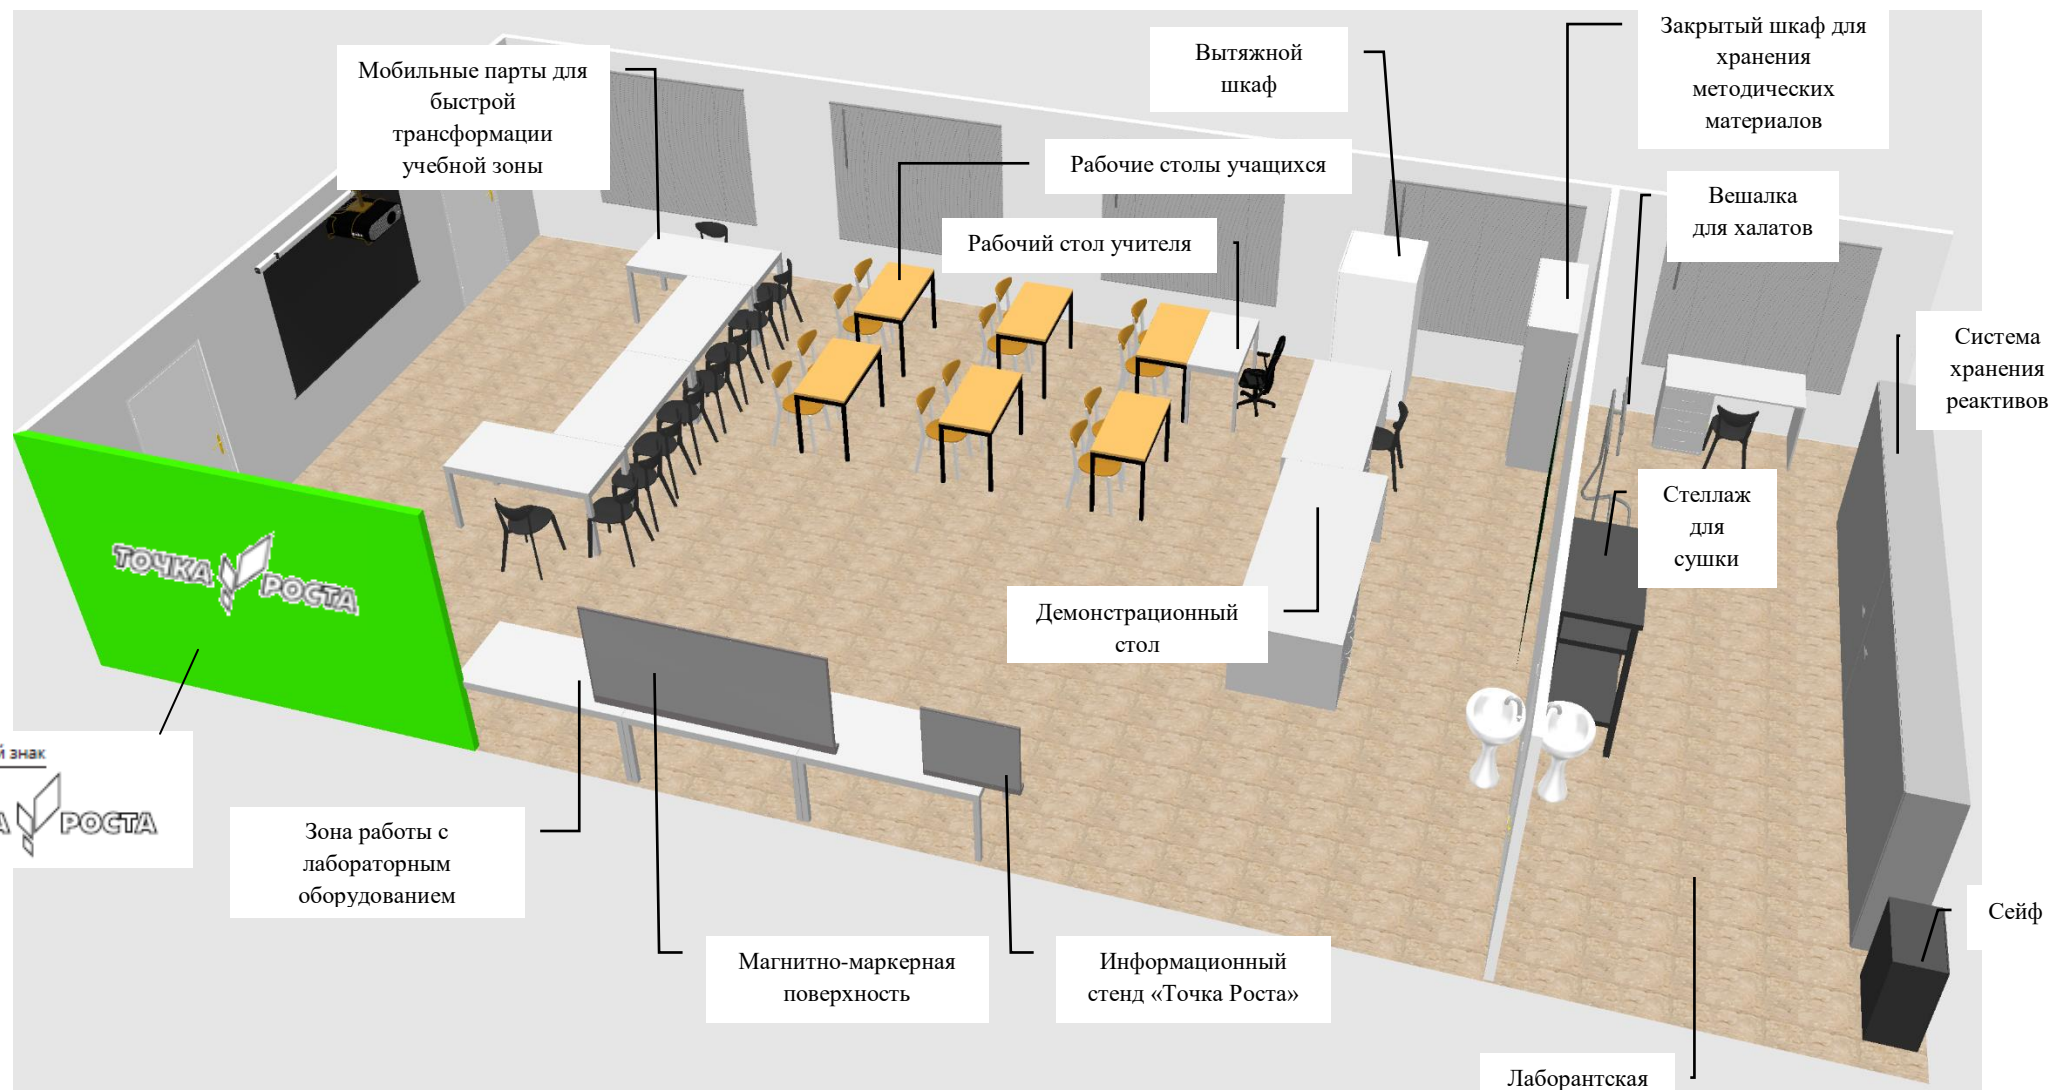 Мобильные парты для
быстрой
трансформации
учебной зоны
Вытяжной
шкаф
Закрытый шкаф для
хранения
методических
материалов
Рабочие столы учащихся
Вешалка
для халатов
Рабочий стол учителя
Система
хранения
реактивов
Стеллаж
для
сушки
ТОЧКА РОСТА
Демонстрационный
стол
знак
РОСТА
Зона работы с
лабораторным
оборудованием
Сейф
Магнитно-маркерная
поверхность
Информационный
стенд «Точка Роста»
Лаборантская